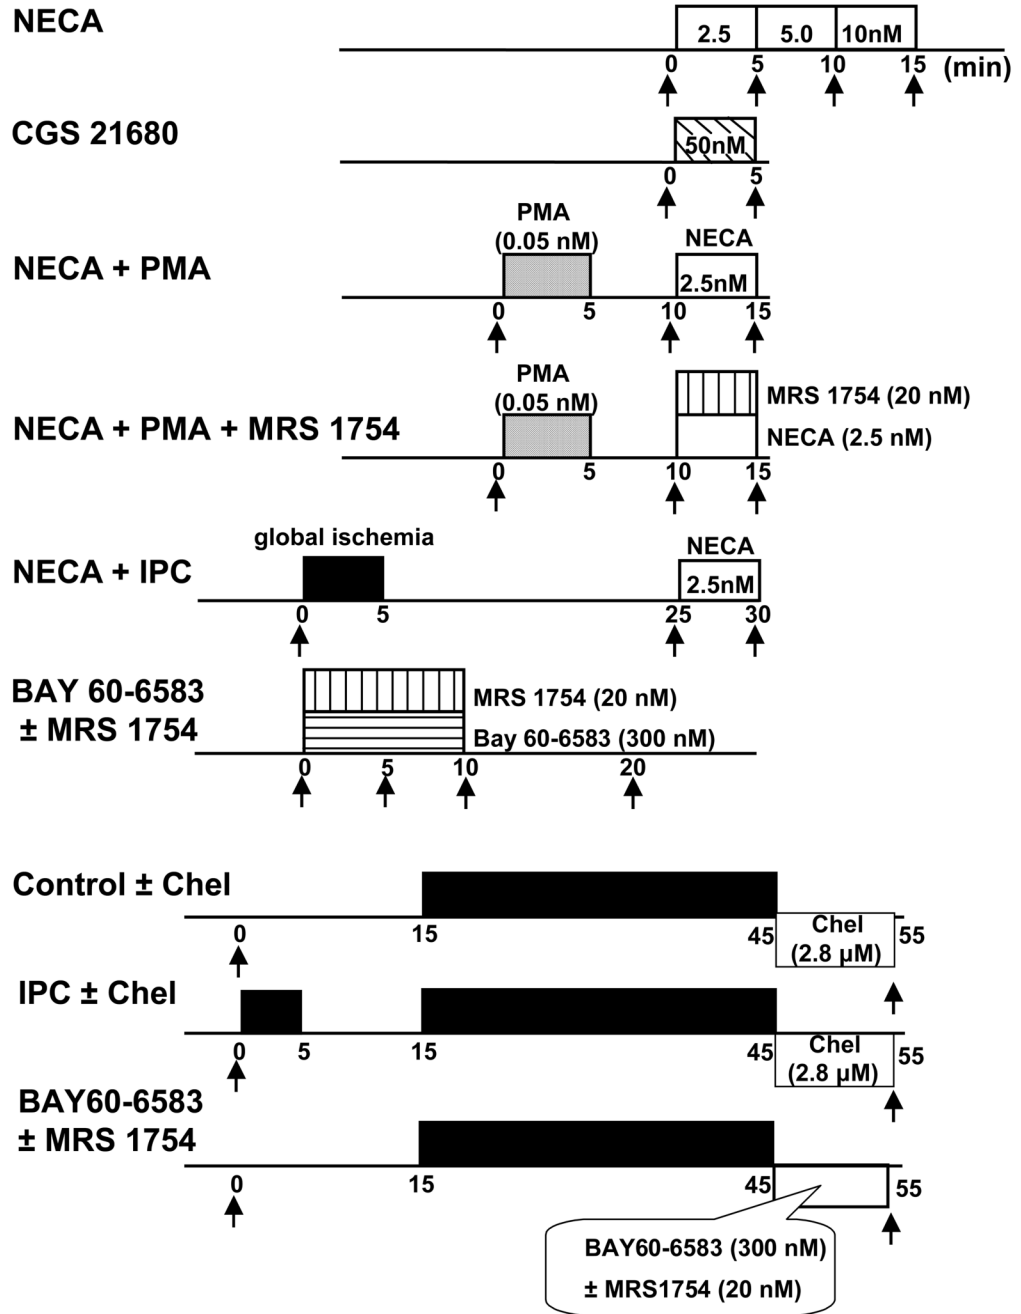 NECA
2.5 5.0 10nM
0 5 10 15 (min)
CGS 21680
50nM
0 5
PMA
(0.05 nM) NECA
NECA + PMA
2.5nM
0 5 10 15
PMA
(0.05 nM) MRS 1754 (20 nM)
NECA + PMA + MRS 1754 NECA (2.5 nM)
0 5 10 15
global ischemia NECA
NECA + IPC 2.5nM
0 5 25 30
BAY 60-6583 MRS 1754 (20 nM)
± MRS 1754 Bay 60-6583 (300 nM)
0 5 10 20
Control ± Chel
0 15 45 Chel 55
(2.8 µM)
IPC ± Chel
0 5 15 45 Chel 55
(2.8 µM)
BAY60-6583
± MRS 1754
0 15 45 55
BAY60-6583 (300 nM)
± MRS1754 (20 nM)